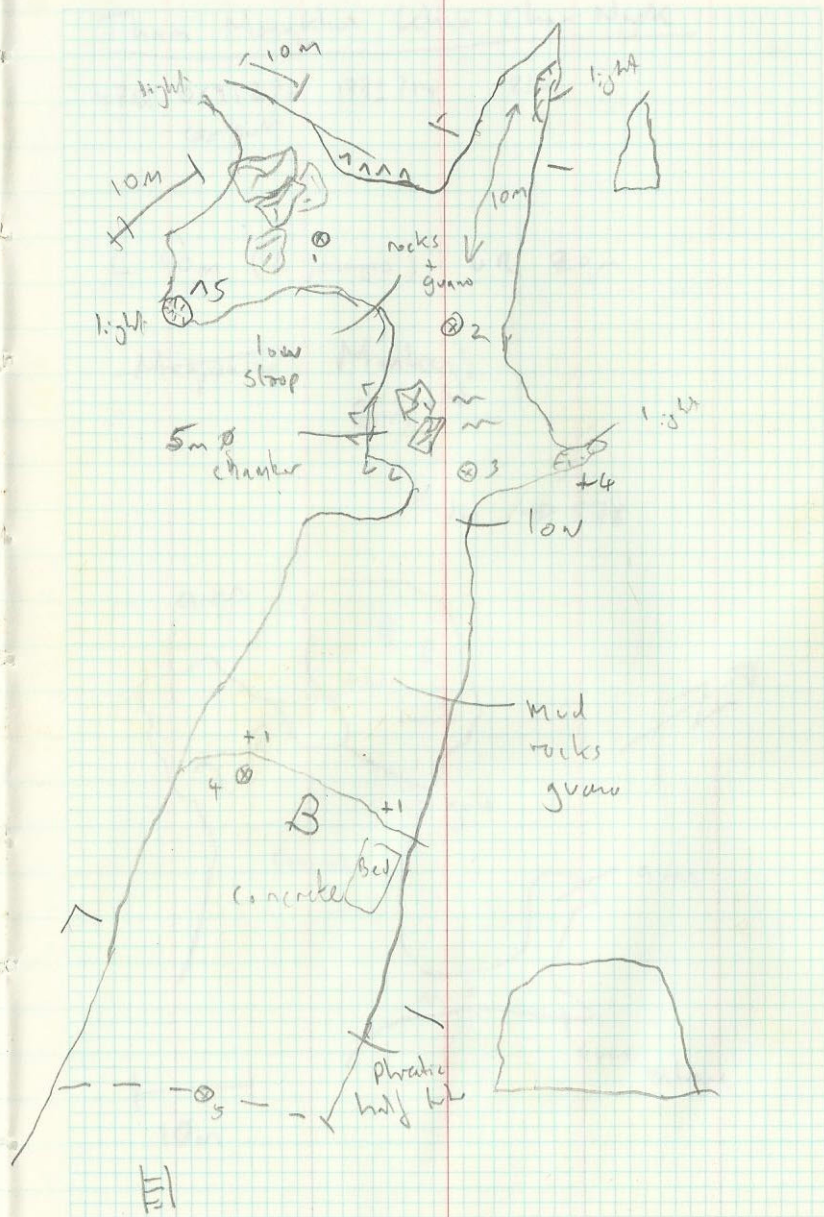 10M
light
light
10M
10M
1
rocks
+
guano
^5
light
2
low
stoop
light
5m ø
chamber
3
+4
low
Mud
rocks
guano
+1
4
+1
B
Bed
concrete
phreatic
half tube
5